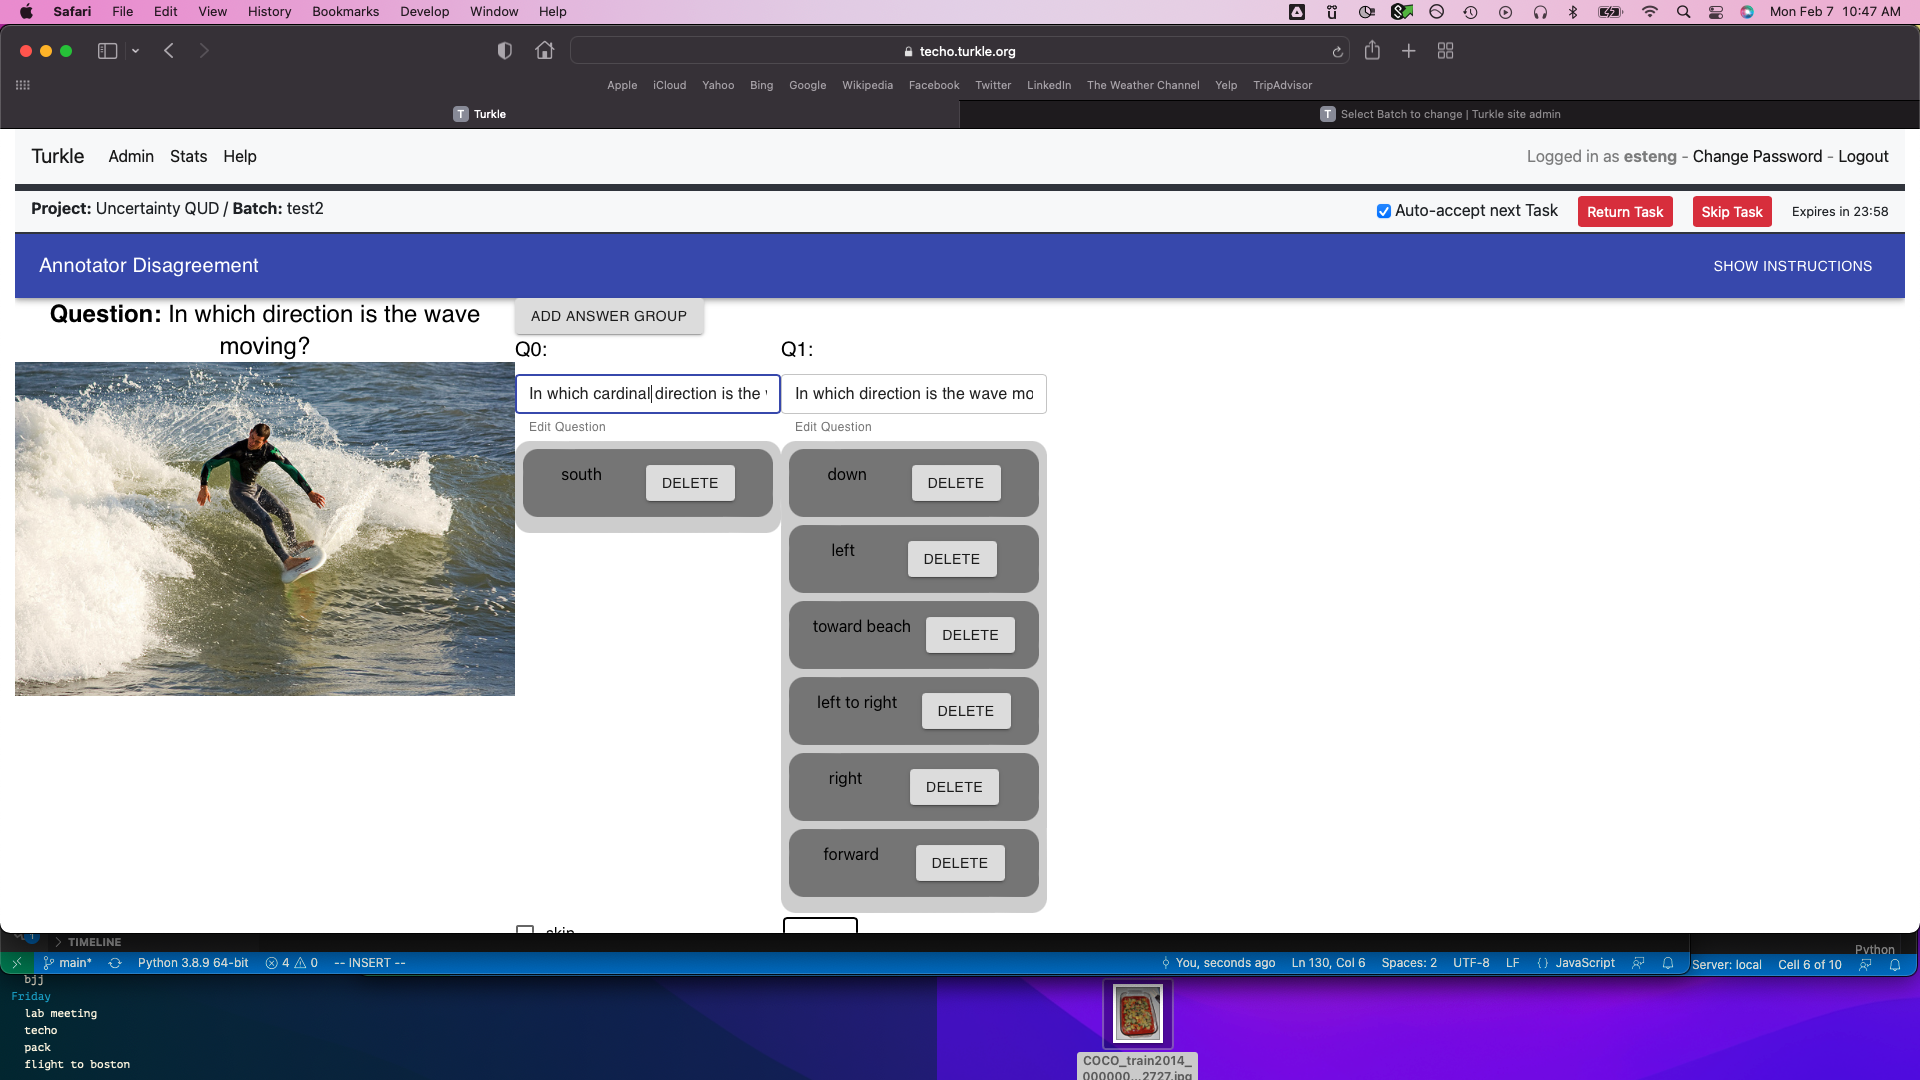 Safari File Edit View History Bookmarks Develop Window Help Mon Feb 7 10:47 AM
techo.turkle.org
Apple iCloud Yahoo Bing Google Wikipedia Facebook Twitter LinkedIn The Weather Channel Yelp TripAdvisor
T Turkle T Select Batch to change | Turkle site admin
Turkle Admin Stats Help Logged in as esteng - Change Password - Logout
Project: Uncertainty QUD / Batch: test2 Auto-accept next Task Return Task Skip Task Expires in 23:58
Annotator Disagreement SHOW INSTRUCTIONS
Question: In which direction is the wave
moving?
ADD ANSWER GROUP
Q0: Q1:
In which cardinal direction is the In which direction is the wave mo
Edit Question Edit Question
south DELETE down DELETE
left DELETE
toward beach DELETE
left to right DELETE
right DELETE
forward DELETE
skip
1 TIMELINE
Python
main* Python 3.8.9 64-bit 4 0 -- INSERT -- You, seconds ago Ln 130, Col 6 Spaces: 2 UTF-8 LF {} JavaScript Server: local Cell 6 of 10
bjj
Friday
lab meeting
techo
pack
flight to boston
COCO_train2014_
000000...2727.jpg